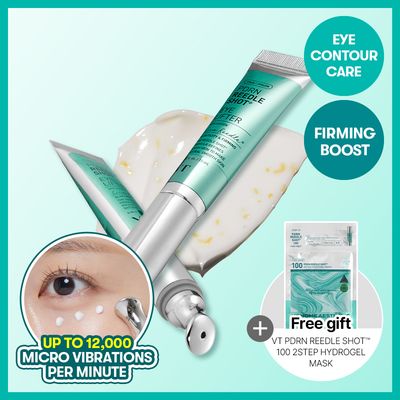 EYE
CONTOUR
CARE
FIRMING
BOOST
PDRN
REEDLE
SHOT
UP TO 12,000
MICRO VIBRATIONS
PER MINUTE
100
+
Free gift
VT PDRN REEDLE SHOT™
100 2STEP HYDROGEL
MASK